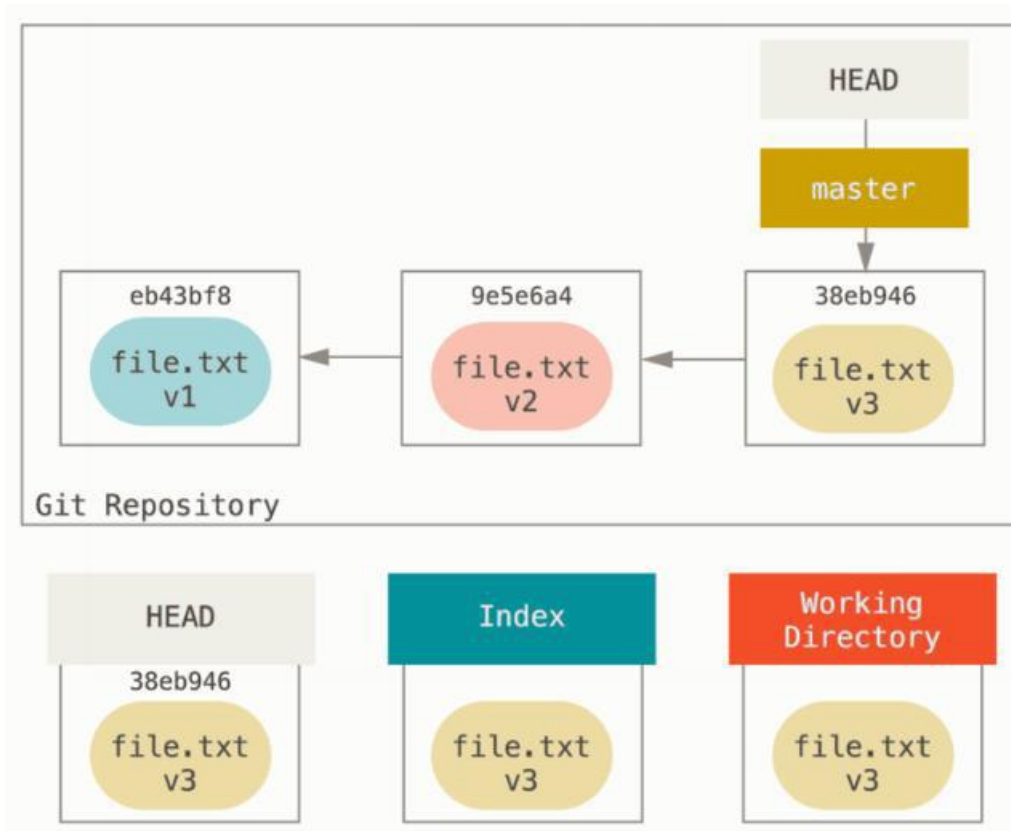 HEAD
master
eb43bf8
file.txt
v1
9e5e6a4
file.txt
v2
38eb946
file.txt
v3
Git Repository
HEAD
38eb946
file.txt
v3
Index
file.txt
v3
Working
Directory
file.txt
v3